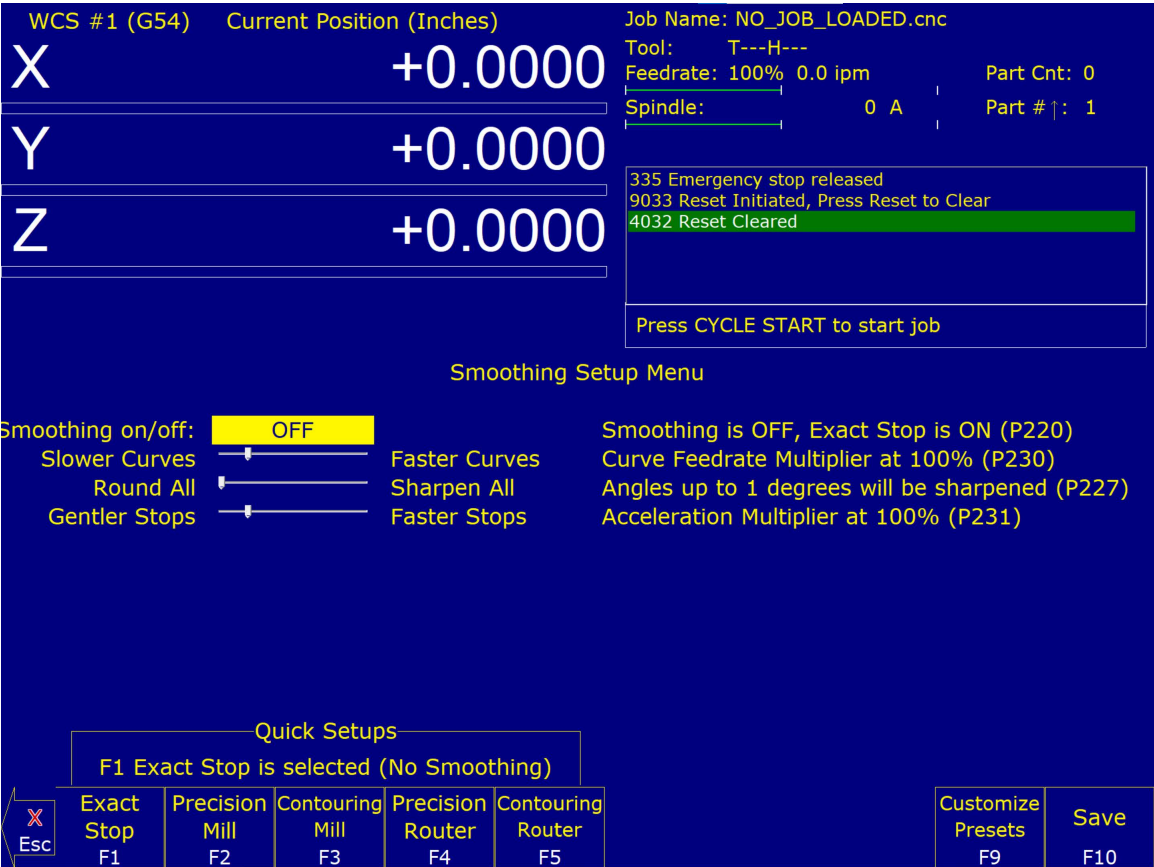 WCS #1 (G54) Current Position (Inches)
X +0.0000
Y +0.0000
Z +0.0000
Job Name: NO_JOB_LOADED.cnc
Tool: T---H---
Feedrate: 100% 0.0 ipm Part Cnt: 0
Spindle: 0 A Part #↑: 1
335 Emergency stop released
9033 Reset Initiated, Press Reset to Clear
4032 Reset Cleared
Press CYCLE START to start job
Smoothing Setup Menu
Smoothing on/off: OFF Smoothing is OFF, Exact Stop is ON (P220)
Slower Curves Faster Curves Curve Feedrate Multiplier at 100% (P230)
Round All Sharpen All Angles up to 1 degrees will be sharpened (P227)
Gentler Stops Faster Stops Acceleration Multiplier at 100% (P231)
Quick Setups
F1 Exact Stop is selected (No Smoothing)
X
Esc
Exact
Stop
F1
Precision
Mill
F2
Contouring
Mill
F3
Precision
Router
F4
Contouring
Router
F5
Customize
Presets
F9
Save
F10